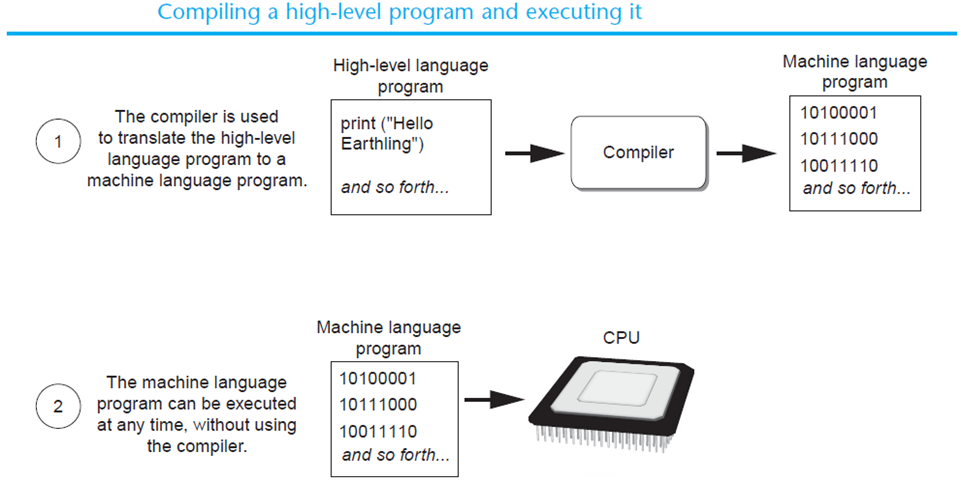 Compiling a high-level program and executing it
1
The compiler is used
to translate the high-level
language program to a
machine language program.
High-level language
program
print ("Hello
Earthling")
and so forth...
Compiler
Machine language
program
10100001
10111000
10011110
and so forth...
2
The machine language
program can be executed
at any time, without using
the compiler.
Machine language
program
10100001
10111000
10011110
and so forth...
CPU